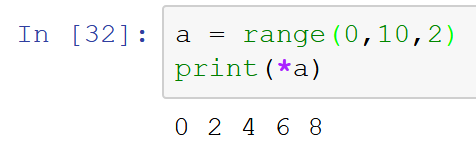 In [32]: a = range(0,10,2)
print(*a)
0 2 4 6 8